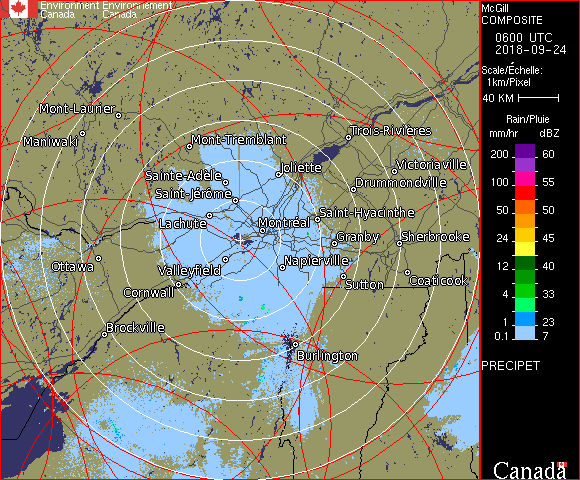 Environment Environnement
Canada Canada
McGill
COMPOSITE
0600 UTC
2018-09-24
Scale/Échelle:
1km/Pixel
40 KM
Rain/Pluie
mm/hr dBZ
200 60
100 55
50 50
24 45
12 40
4 33
1 23
0.1 7
PRECIPET
Canada
Mont-Laurier
Maniwaki
Mont-Tremblant
Trois-Rivières
Joliette
Victoriaville
Sainte-Adèle
Drummondville
Saint-Jérôme
Saint-Hyacinthe
Lachute
Montréal
Granby
Sherbrooke
Ottawa
Valleyfield
Napierville
Coaticook
Sutton
Cornwall
Brockville
Burlington